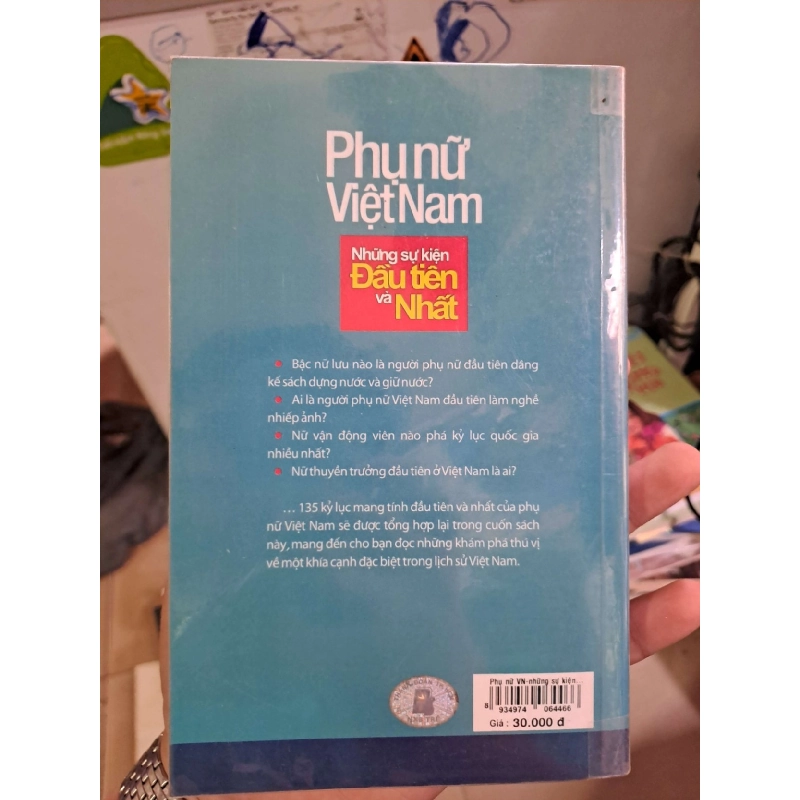 Phụ nữ
Việt Nam
Những sự kiện
Đầu tiên
và
Nhất
Bậc nữ lưu nào là người phụ nữ đầu tiên dâng
kế sách dựng nước và giữ nước?
Ai là người phụ nữ Việt Nam đầu tiên làm nghề
nhiếp ảnh?
Nữ vận động viên nào phá kỷ lục quốc gia
nhiều nhất?
Nữ thuyền trưởng đầu tiên ở Việt Nam là ai?
... 135 kỷ lục mang tính đầu tiên và nhất của phụ
nữ Việt Nam sẽ được tổng hợp lại trong cuốn sách
này, mang đến cho bạn đọc những khám phá thú vị
về một khía cạnh đặc biệt trong lịch sử Việt Nam.
Phụ nữ VN-những sự kiện...
8 934974 064466
Giá : 30.000 đ